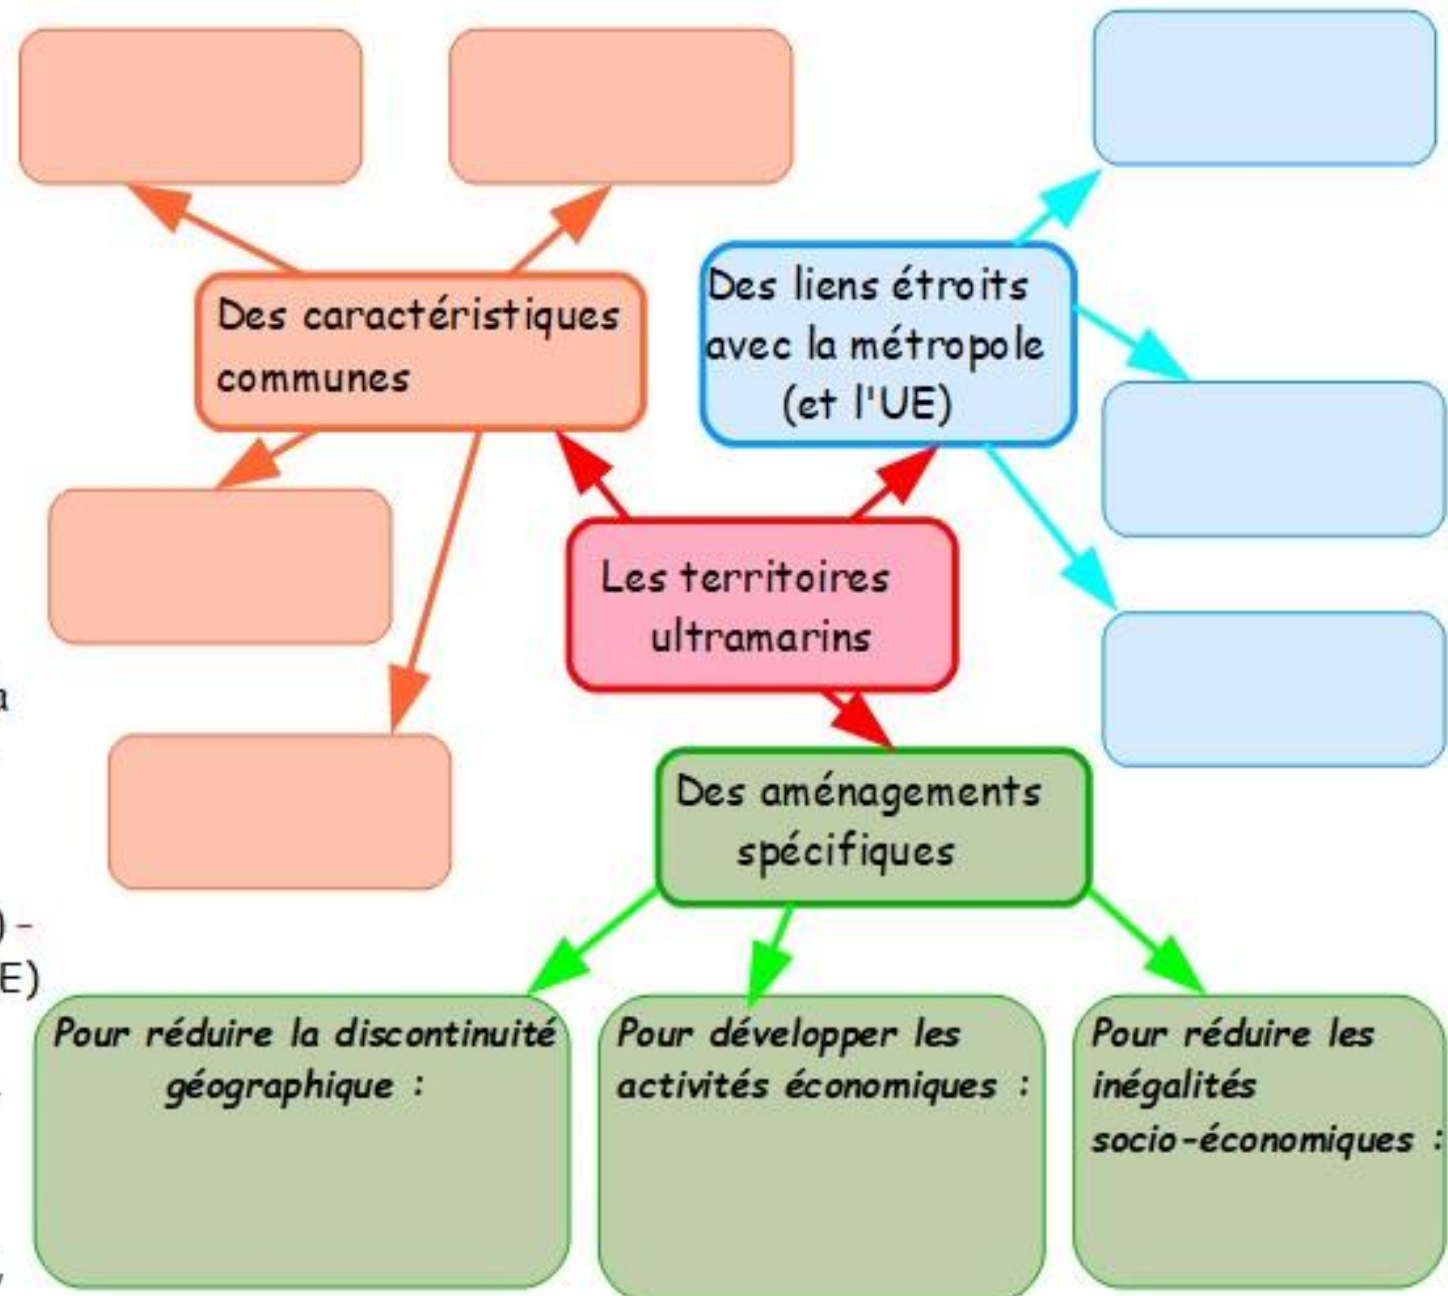 Des caractéristiques
communes
Des liens étroits
avec la métropole
(et l'UE)
Les territoires
ultramarins
a
) -
E)
Des aménagements
spécifiques
Pour réduire la discontinuité
géographique :
Pour développer les
activités économiques :
Pour réduire les
inégalités
socio-économiques :